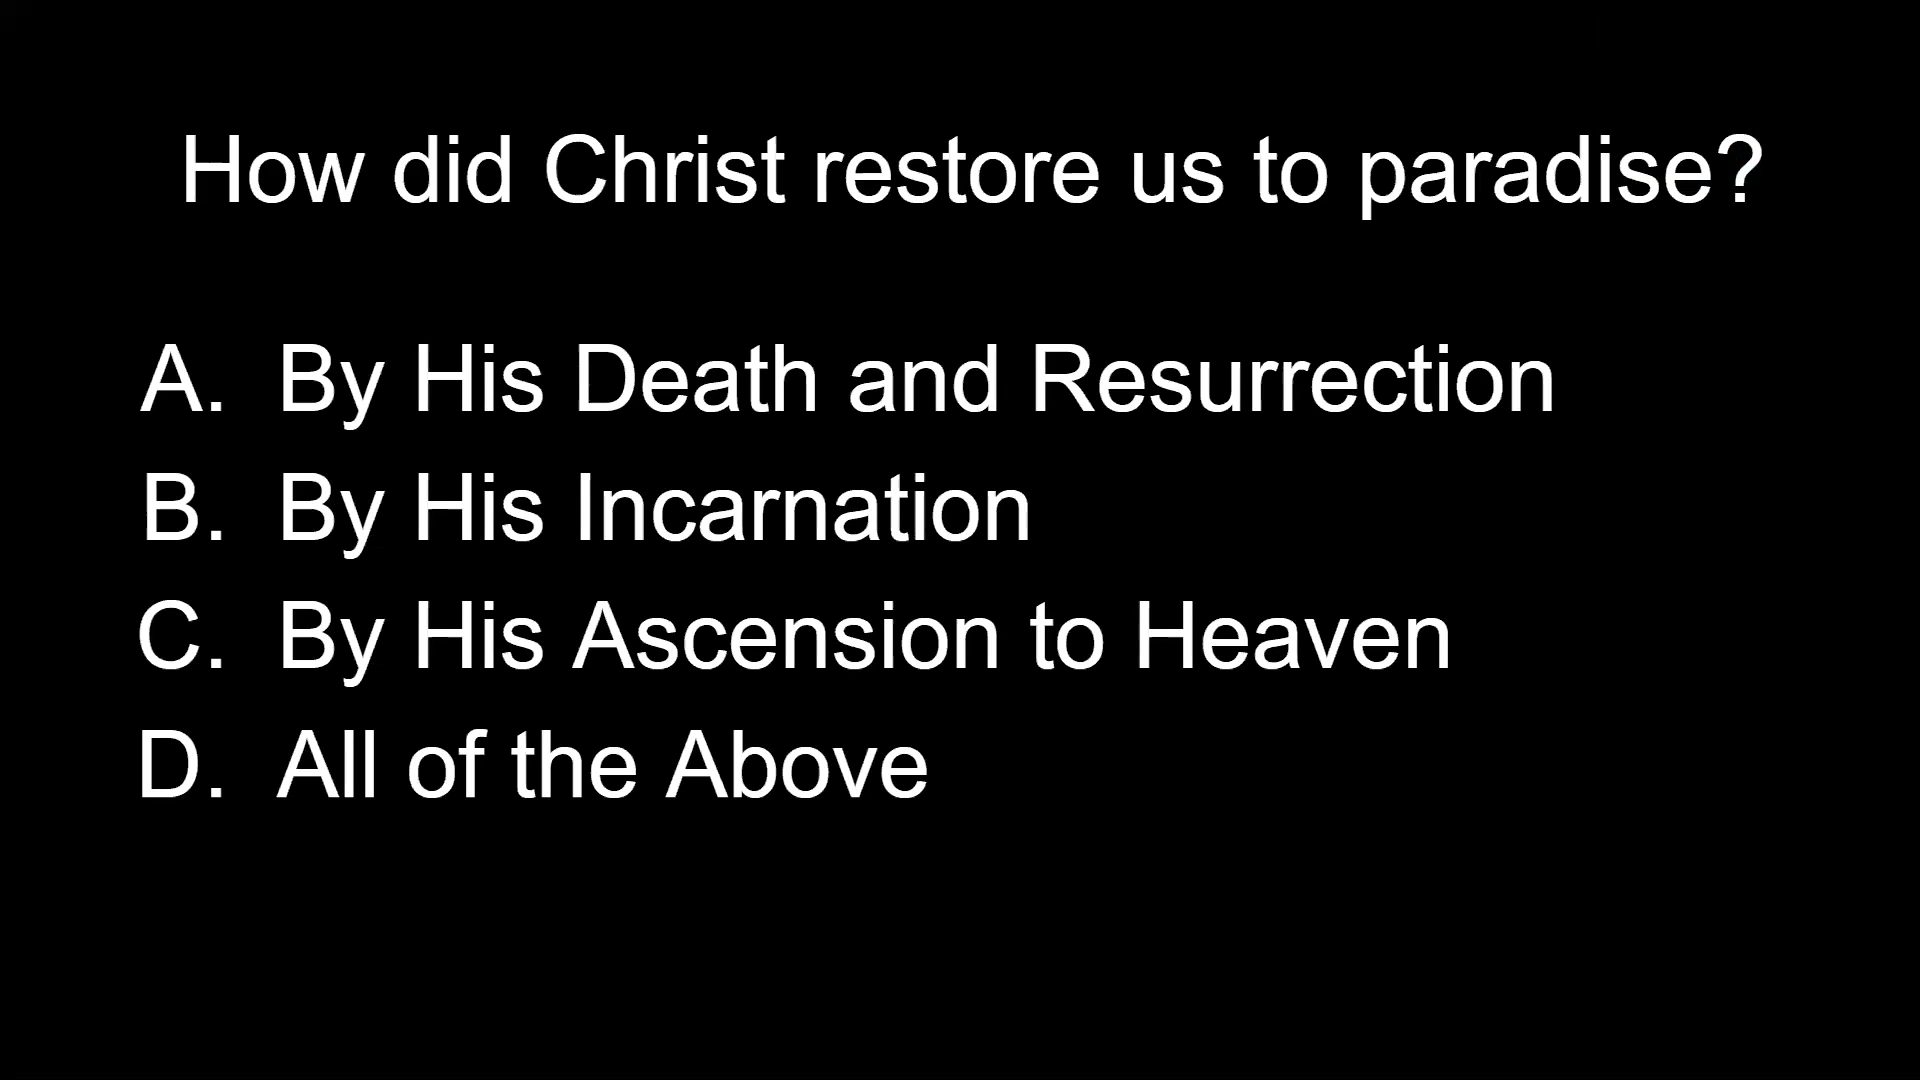 How did Christ restore us to paradise?
A. By His Death and Resurrection
B. By His Incarnation
C. By His Ascension to Heaven
D. All of the Above